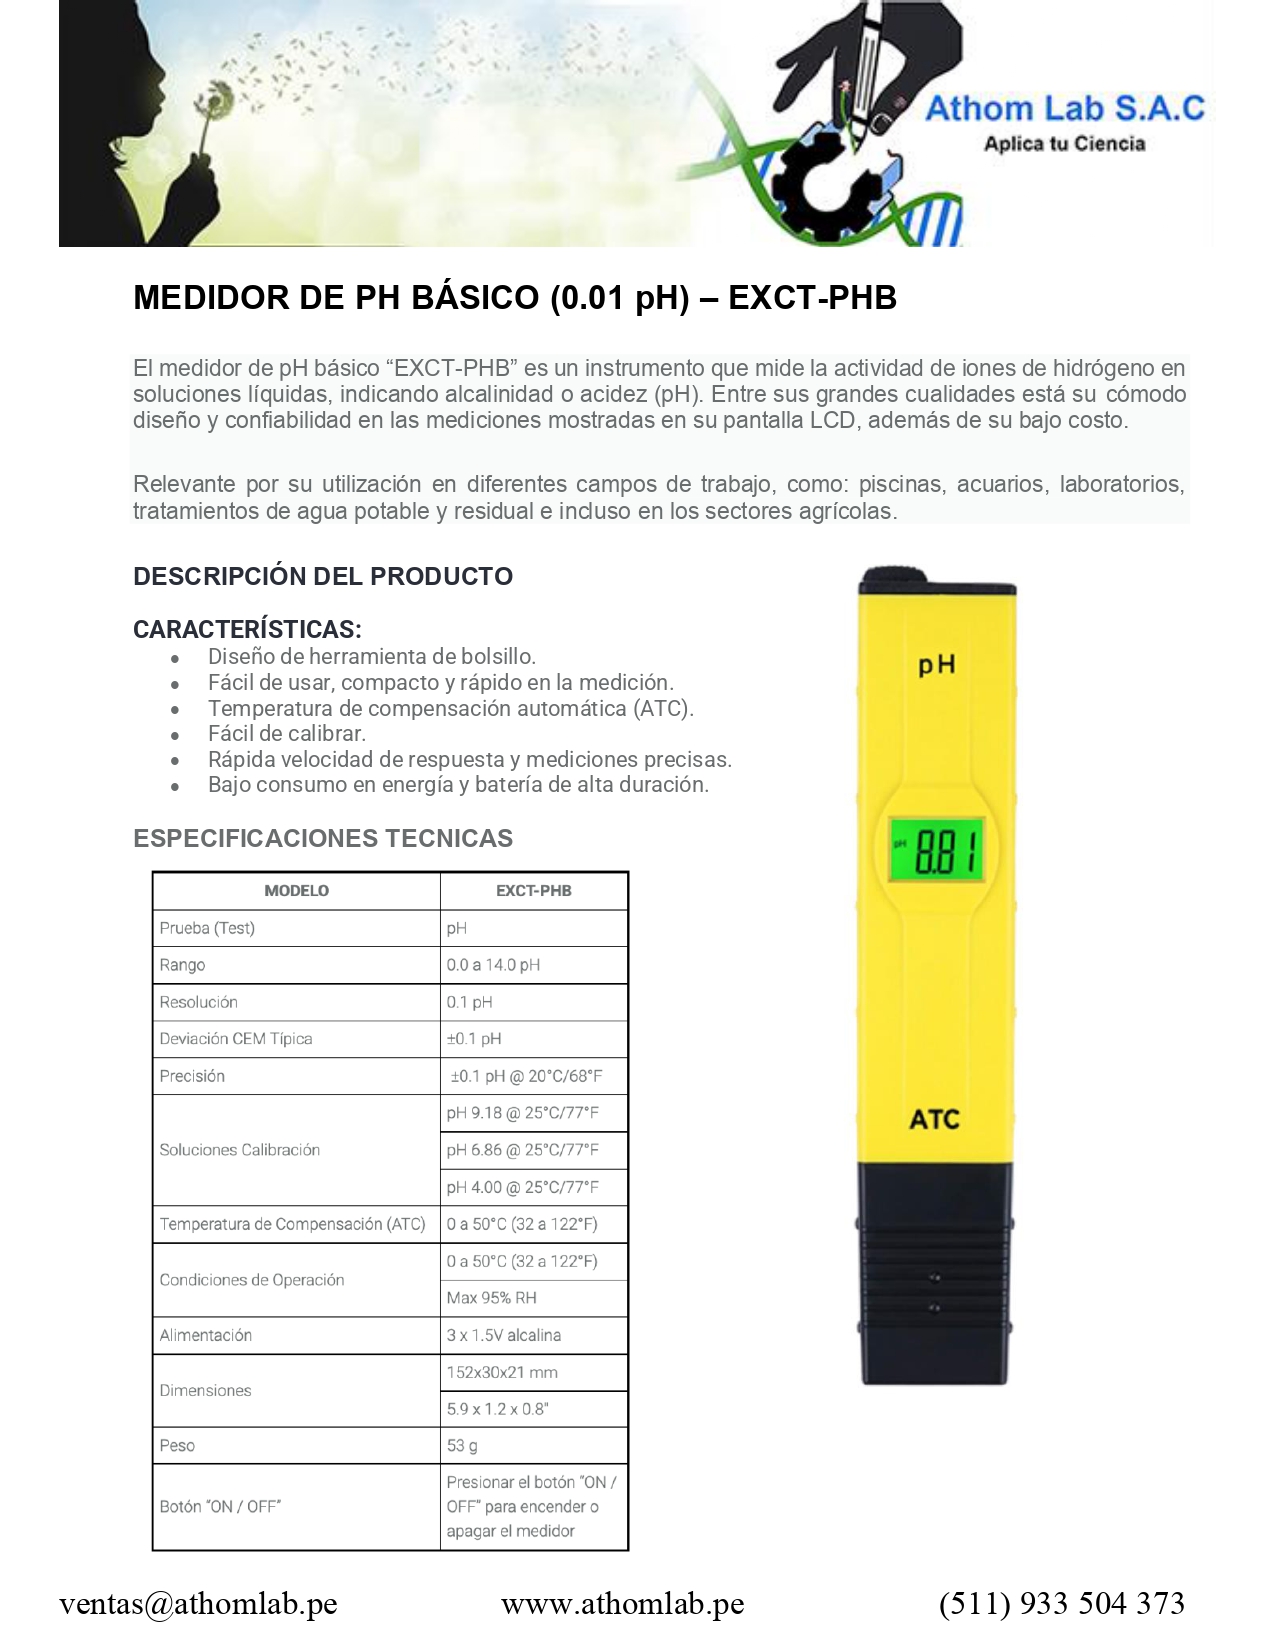 Athom Lab S.A.C
Aplica tu Ciencia
MEDIDOR DE PH BÁSICO (0.01 pH) – EXCT-PHB
El medidor de pH básico “EXCT-PHB” es un instrumento que mide la actividad de iones de hidrógeno en
soluciones líquidas, indicando alcalinidad o acidez (pH). Entre sus grandes cualidades está su cómodo
diseño y confiabilidad en las mediciones mostradas en su pantalla LCD, además de su bajo costo.
Relevante por su utilización en diferentes campos de trabajo, como: piscinas, acuarios, laboratorios,
tratamientos de agua potable y residual e incluso en los sectores agrícolas.
DESCRIPCIÓN DEL PRODUCTO
CARACTERÍSTICAS:
• Diseño de herramienta de bolsillo.
• Fácil de usar, compacto y rápido en la medición.
• Temperatura de compensación automática (ATC).
• Fácil de calibrar.
• Rápida velocidad de respuesta y mediciones precisas.
• Bajo consumo en energía y batería de alta duración.
ESPECIFICACIONES TECNICAS
MODELO EXCT-PHB
Prueba (Test) pH
Rango 0.0 a 14.0 pH
Resolución 0.1 pH
Deviación CEM Típica ±0.1 pH
Precisión ±0.1 pH @ 20°C/68°F
pH 9.18 @ 25°C/77°F
Soluciones Calibración pH 6.86 @ 25°C/77°F
pH 4.00 @ 25°C/77°F
Temperatura de Compensación (ATC) 0 a 50°C (32 a 122°F)
Condiciones de Operación 0 a 50°C (32 a 122°F)
Max 95% RH
Alimentación 3 x 1.5V alcalina
Dimensiones 152x30x21 mm
5.9 x 1.2 x 0.8"
Peso 53 g
Presionar el botón “ON /
Botón “ON / OFF” OFF” para encender o
apagar el medidor
pH
pH 8.81
ATC
ventas@athomlab.pe www.athomlab.pe (511) 933 504 373